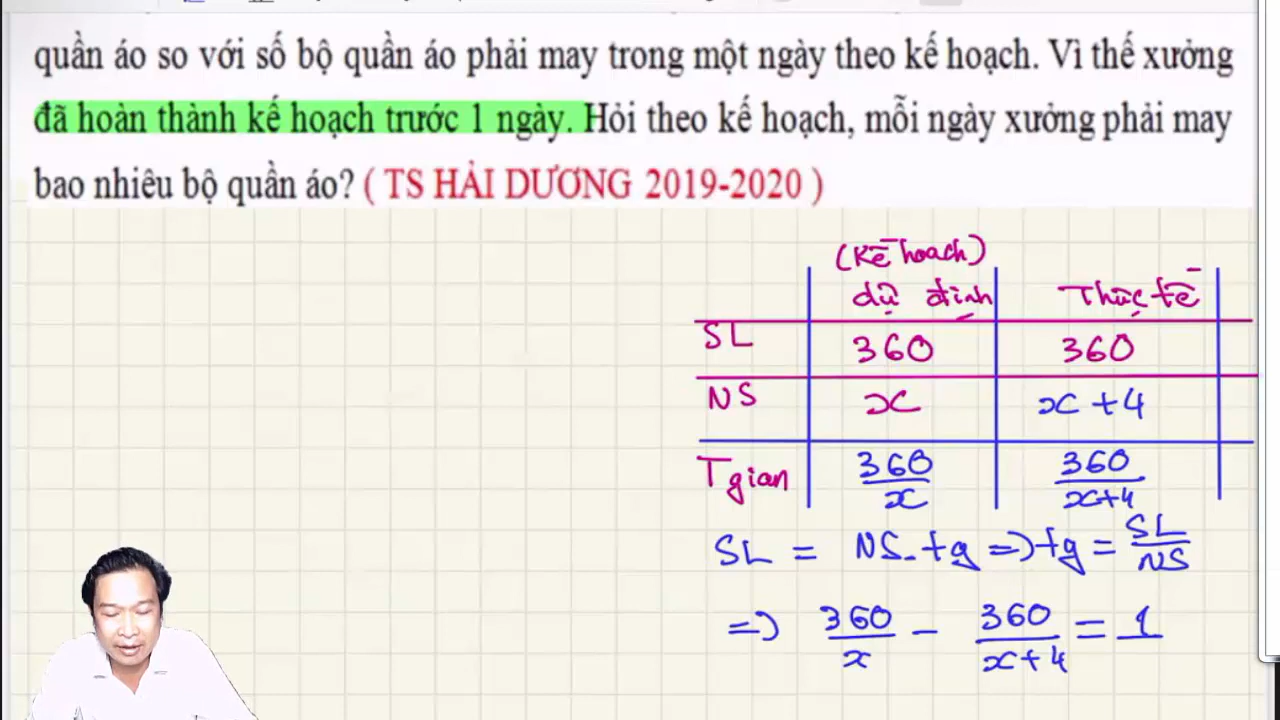 quần áo so với số bộ quần áo phải may trong một ngày theo kế hoạch. Vì thế xưởng
đã hoàn thành kế hoạch trước 1 ngày. Hỏi theo kế hoạch, mỗi ngày xưởng phải may
bao nhiêu bộ quần áo? ( TS HẢI DƯƠNG 2019-2020 )
(Kế hoạch)
dự định Thực tế
SL 360 360
NS x x + 4
Tgian 360/x 360/x+4
SL = NS . tg => tg = SL/NS
=> 360/x - 360/x+4 = 1